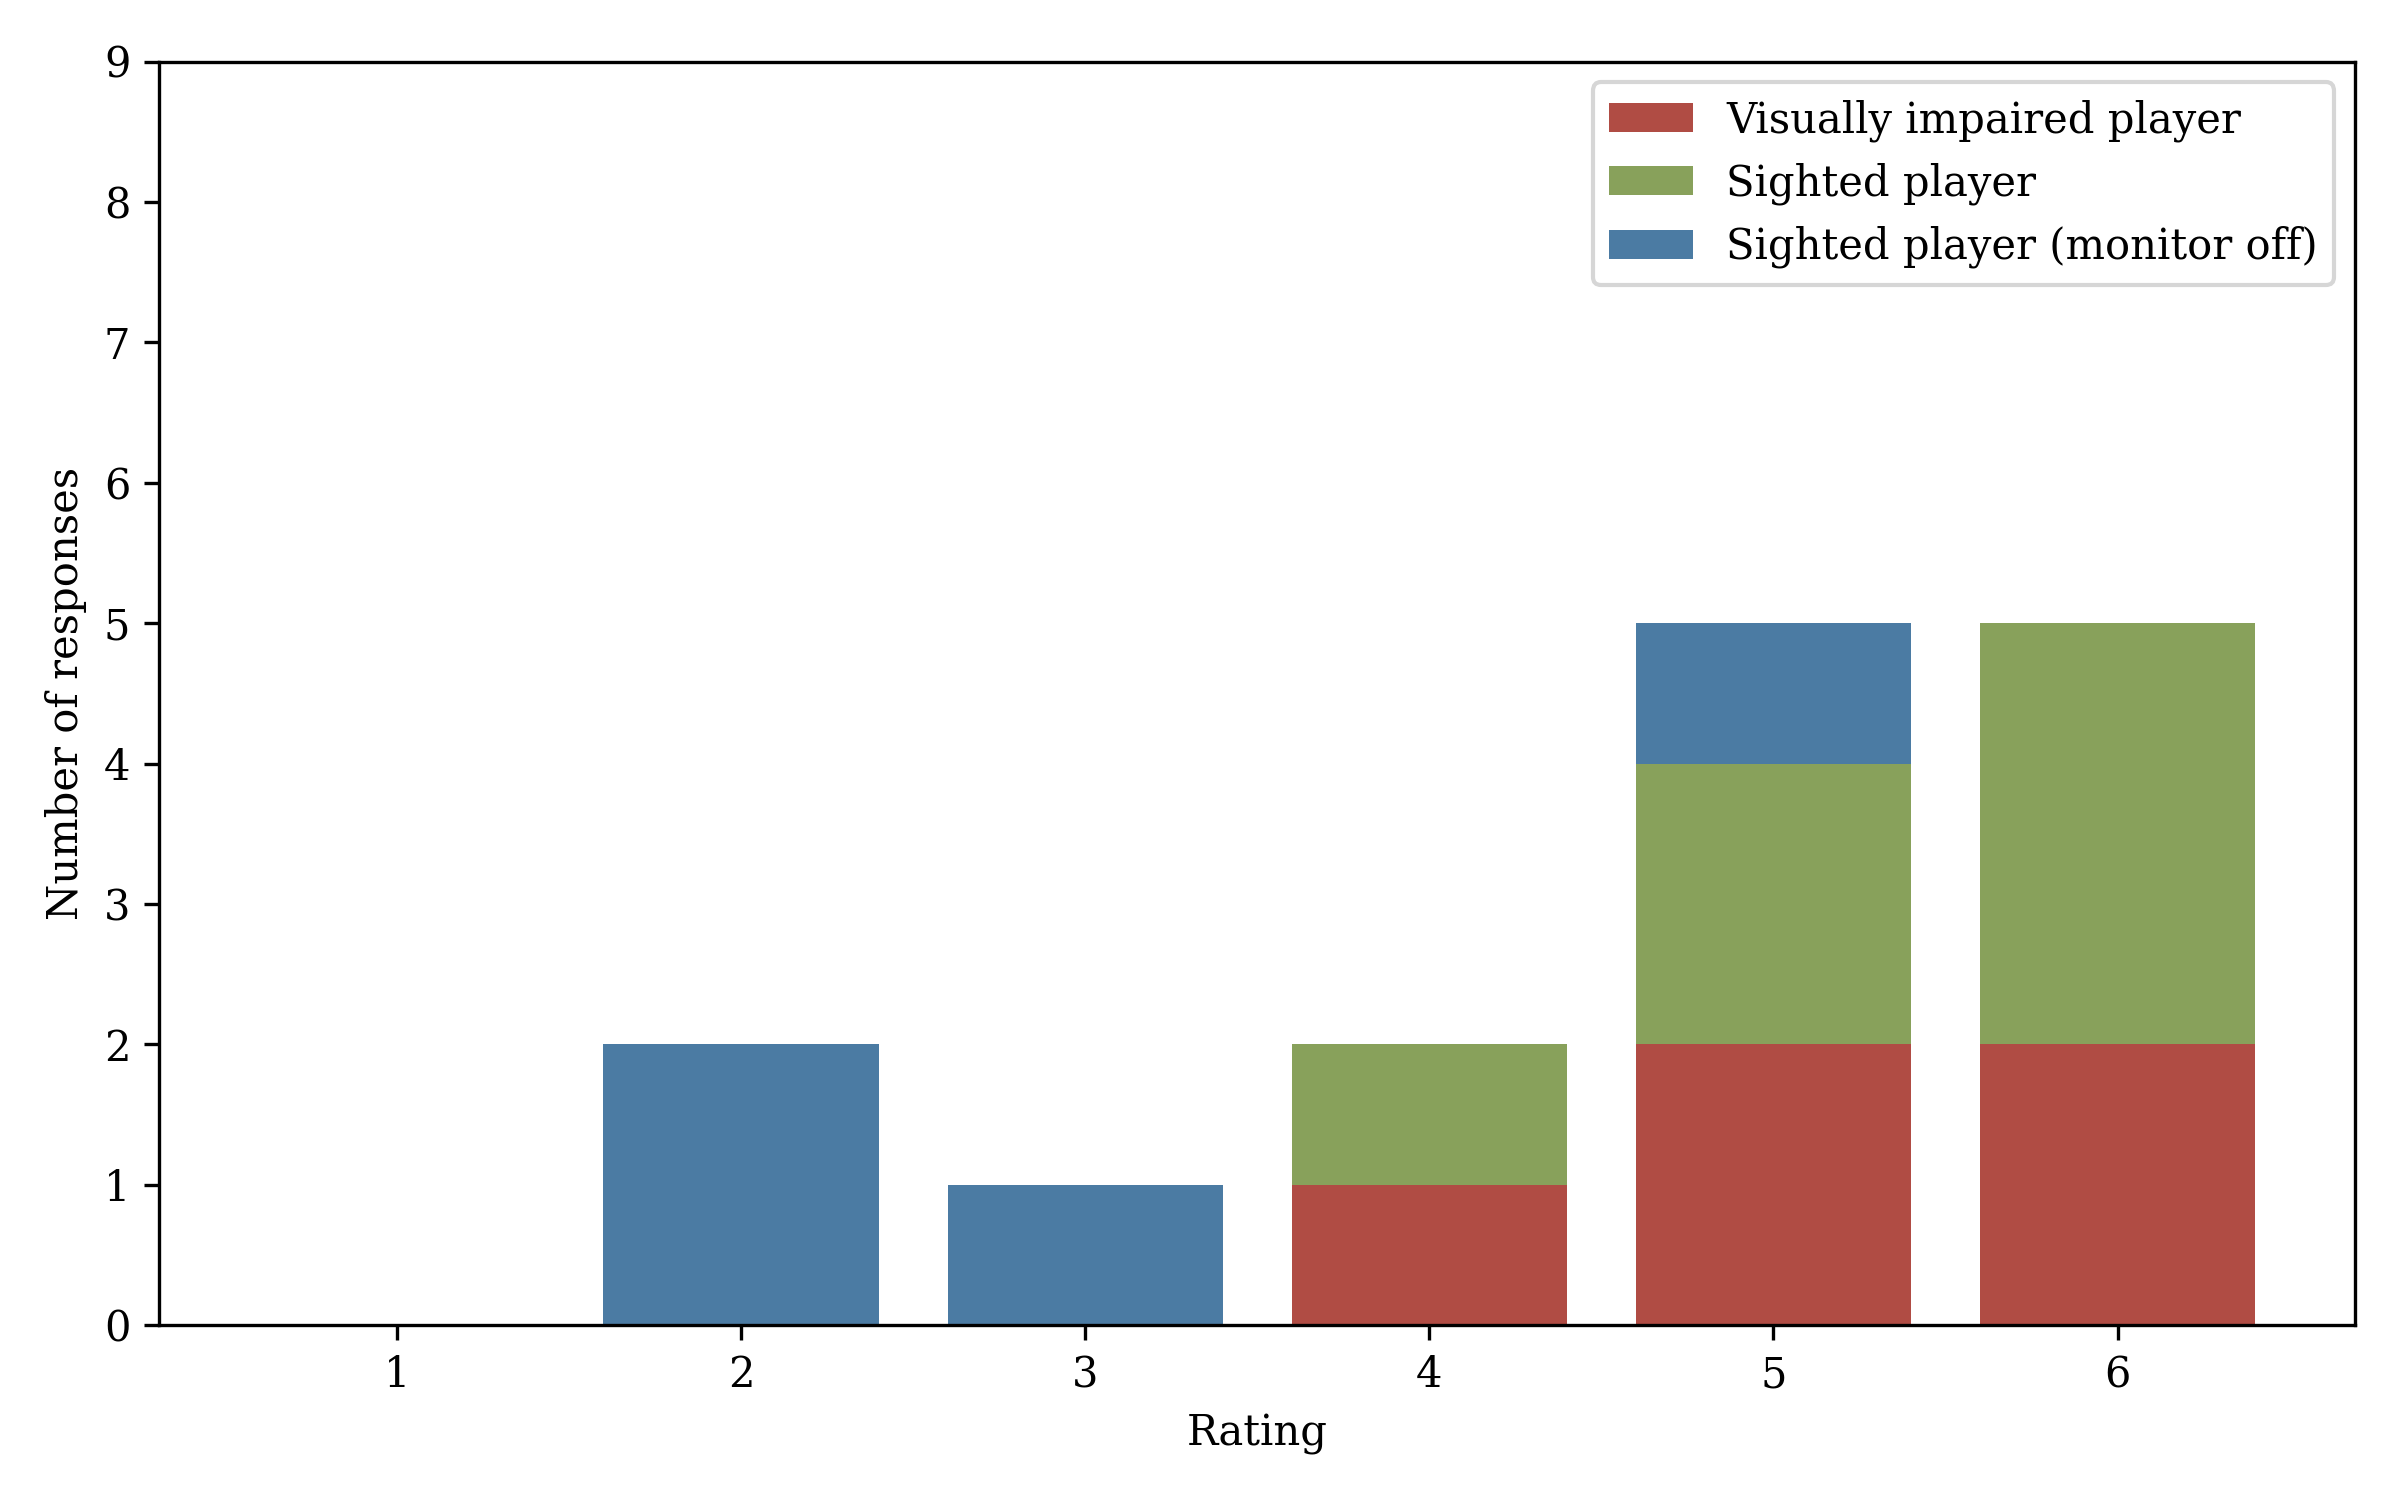 9
8
7
6
5
4
3
2
1
0
Number of responses
Visually impaired player
Sighted player
Sighted player (monitor off)
1 2 3 4 5 6
Rating